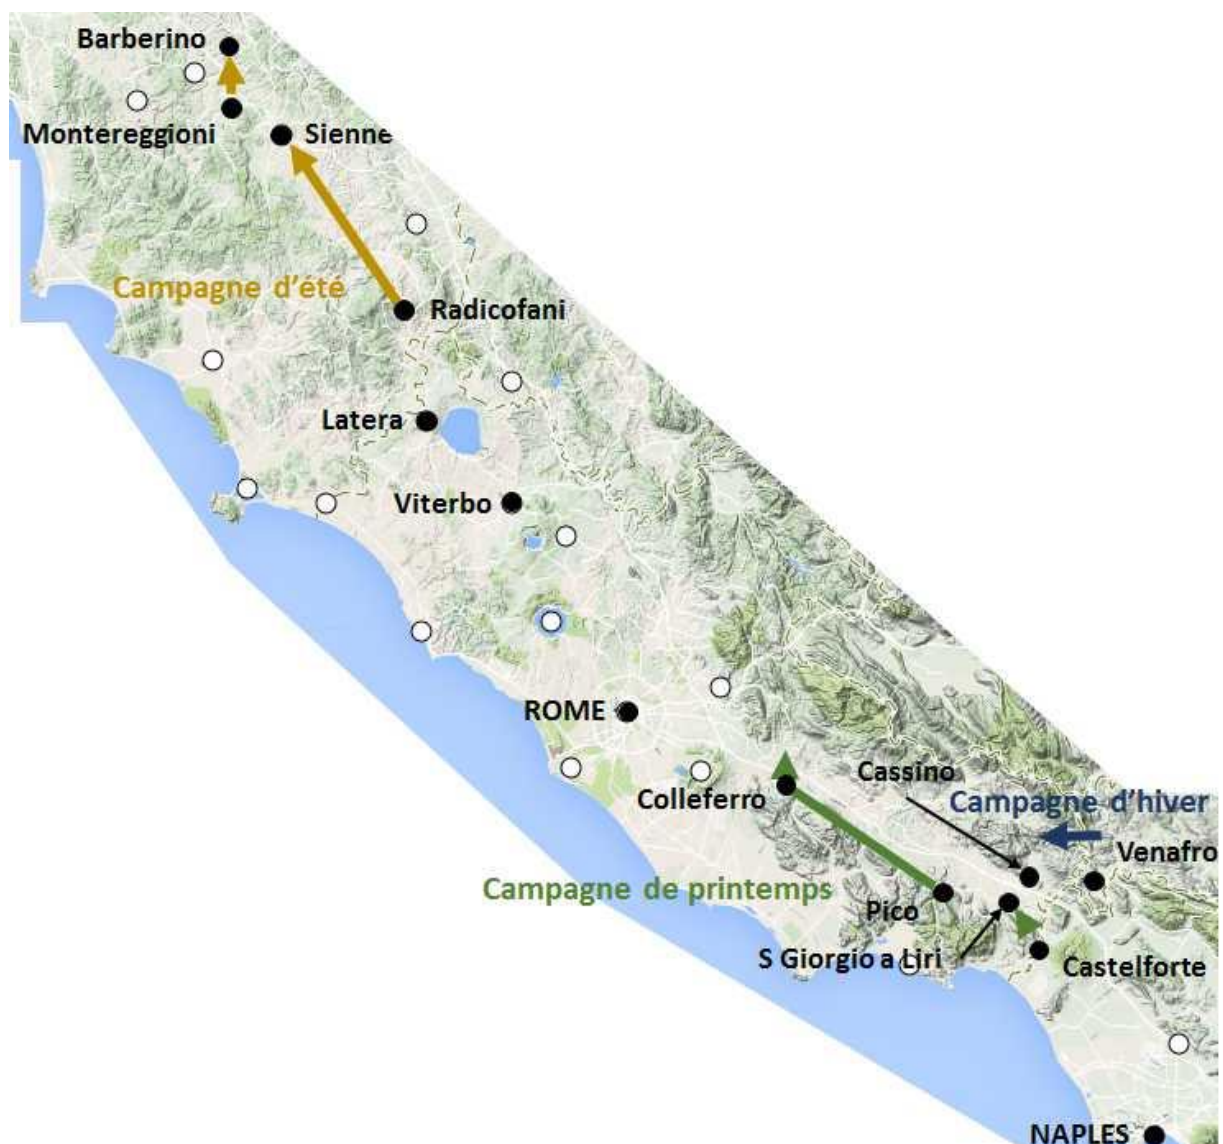 Barberino
Montereggioni
Sienne
Campagne d'été
Radicofani
Latera
Viterbo
ROME
Cassino
Colleferro
Campagne d'hiver
Venafro
Campagne de printemps
Pico
S Giorgio a Liri
Castelforte
NAPLES